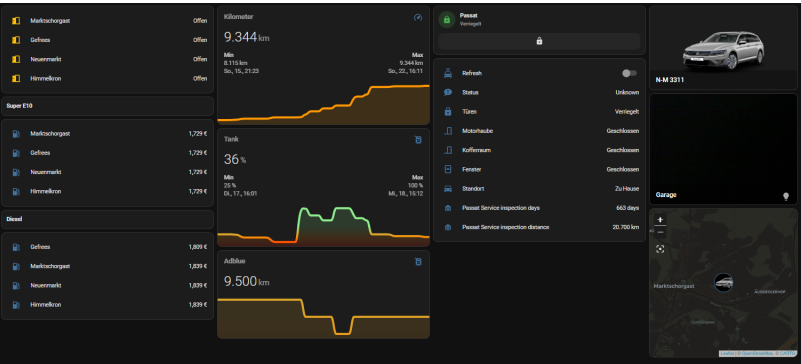 Marktschorgast Offen
Gefrees Offen
Neuenmarkt Offen
Himmelkron Offen
Super E10
Marktschorgast 1,729 €
Gefrees 1,729 €
Neuenmarkt 1,729 €
Himmelkron 1,729 €
Diesel
Gefrees 1,809 €
Marktschorgast 1,839 €
Neuenmarkt 1,839 €
Himmelkron 1,839 €
Kilometer
9.344 km
Min Max
8.115 km 9.344 km
So., 15., 21:23 So., 22., 16:11
Tank
36 %
Min Max
25 % 100 %
Di., 17., 16:01 Mi., 18., 15:12
Adblue
9.500 km
Passat
Verriegelt
Refresh
Status Unknown
Türen Verriegelt
Motorhaube Geschlossen
Kofferraum Geschlossen
Fenster Geschlossen
Standort Zu Hause
Passat Service inspection days 663 days
Passat Service inspection distance 20.700 km
N-M 3311
Garage
+
−
Marktschorgast
Leaflet | © OpenStreetMap, © CARTO